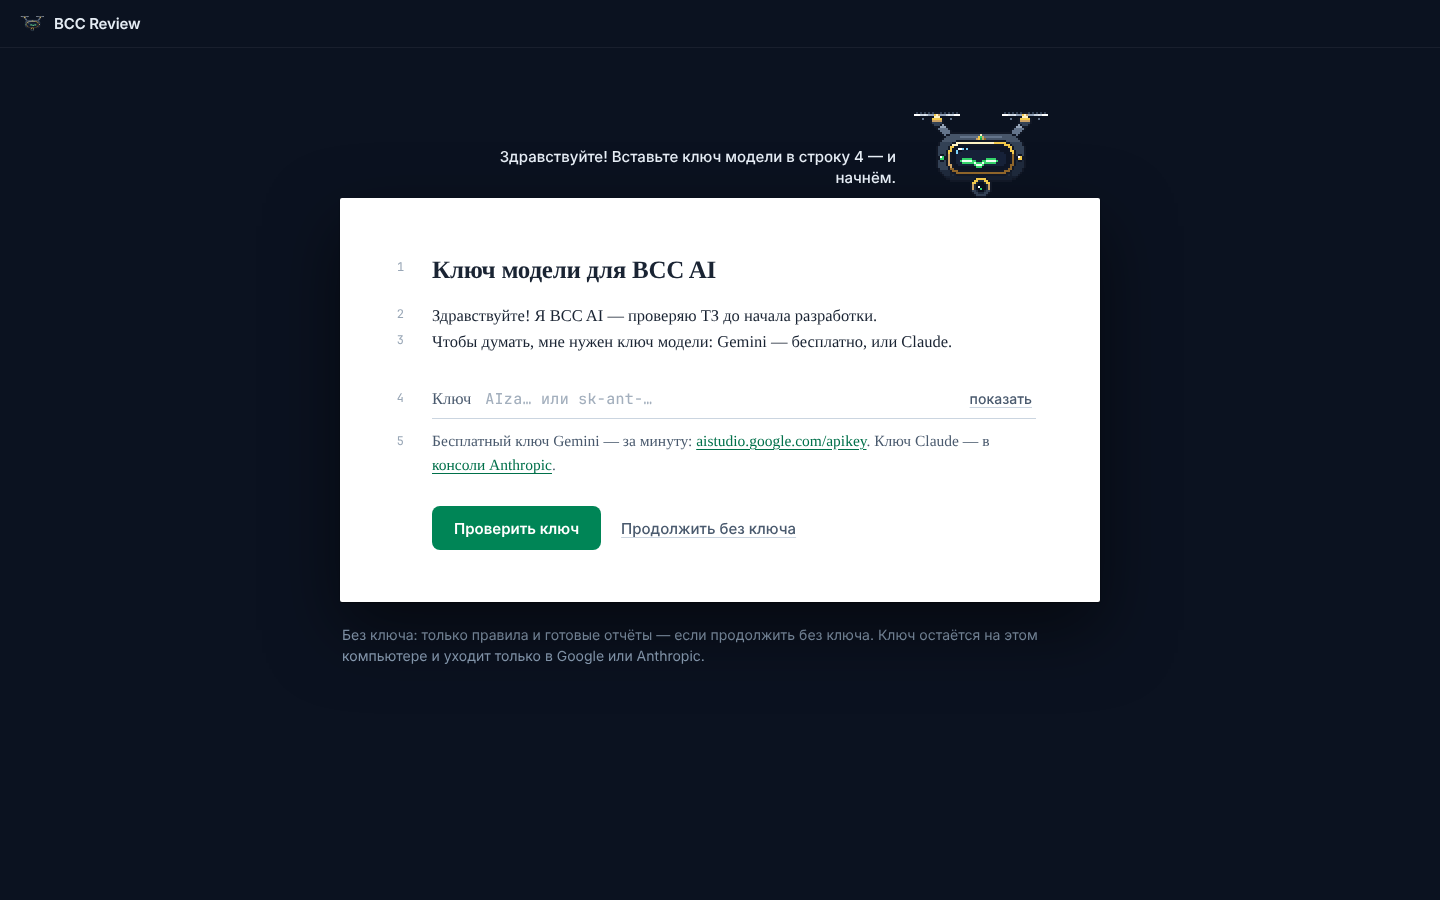 BCC Review
Здравствуйте! Вставьте ключ модели в строку 4 — и
начнём.
1 Ключ модели для BCC AI
2 Здравствуйте! Я BCC AI — проверяю ТЗ до начала разработки.
3 Чтобы думать, мне нужен ключ модели: Gemini — бесплатно, или Claude.
4 Ключ AIza… или sk-ant-… показать
5 Бесплатный ключ Gemini — за минуту: aistudio.google.com/apikey. Ключ Claude — в
консоли Anthropic.
Проверить ключ Продолжить без ключа
Без ключа: только правила и готовые отчёты — если продолжить без ключа. Ключ остаётся на этом
компьютере и уходит только в Google или Anthropic.